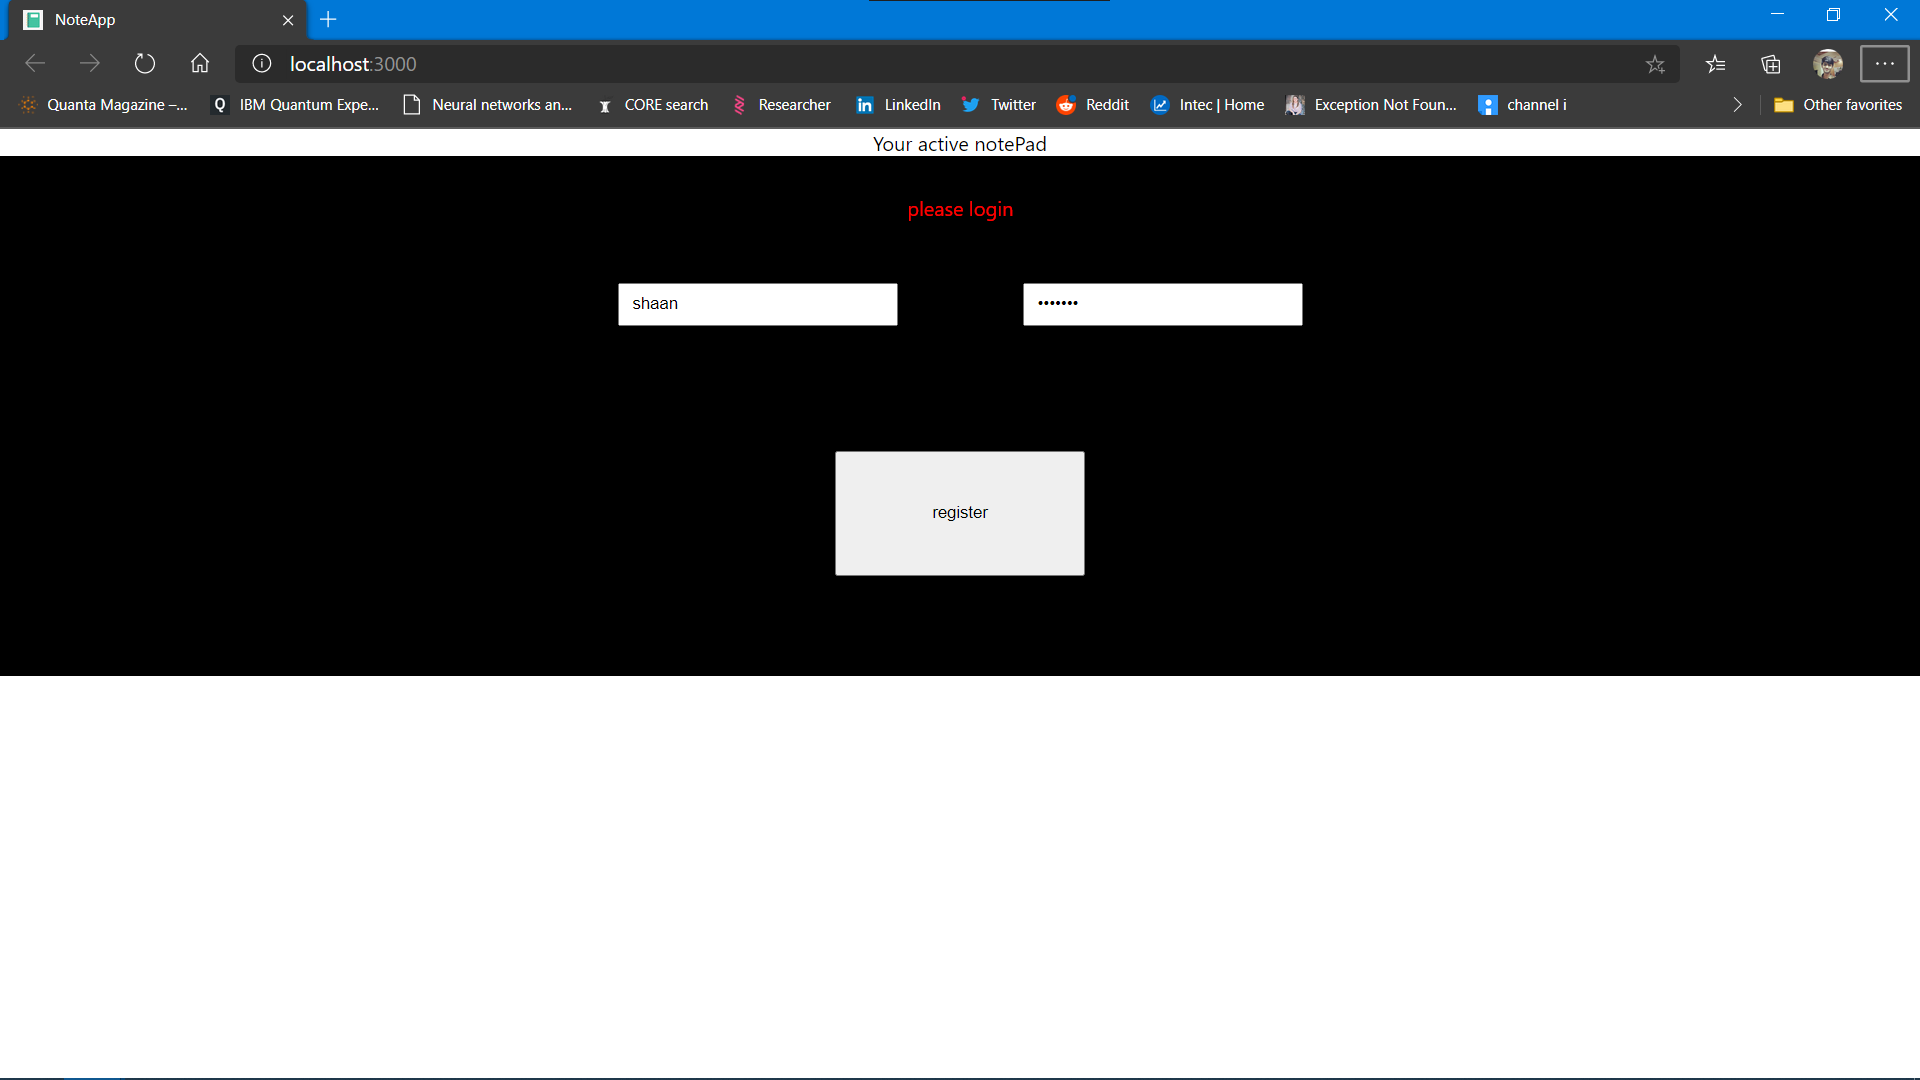 NoteApp
localhost:3000
Quanta Magazine –...
Q IBM Quantum Expe...
Neural networks an...
CORE search
Researcher
in LinkedIn
Twitter
Reddit
Intec | Home
Exception Not Foun...
channel i
Other favorites
Your active notePad
please login
shaan
•••••••
register